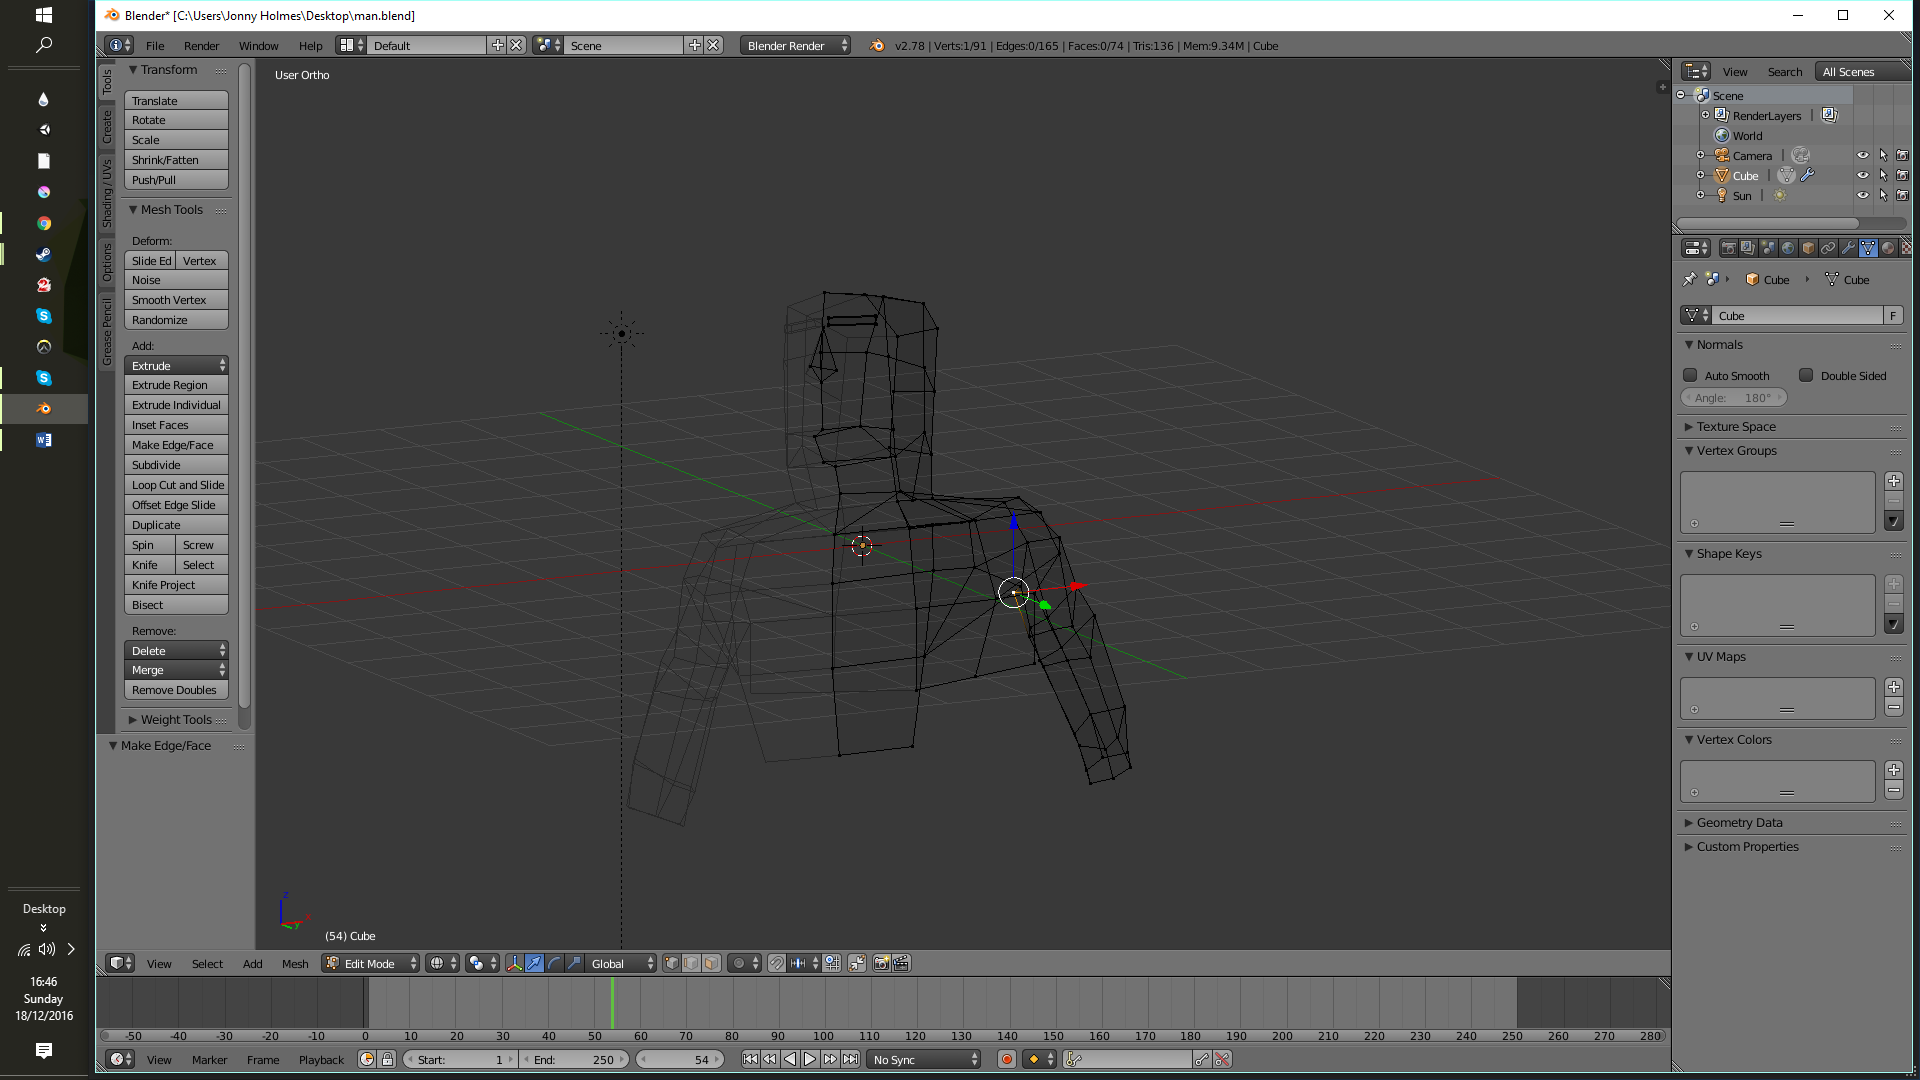 Blender* [C:\Users\Jonny Holmes\Desktop\man.blend]
File Render Window Help Default Scene Blender Render v2.78 | Verts:1/91 | Edges:0/165 | Faces:0/74 | Tris:136 | Mem:9.34M | Cube
Tools
Create
Shading / UVs
Options
Grease Pencil
Transform
Translate
Rotate
Scale
Shrink/Fatten
Push/Pull
Mesh Tools
Deform:
Slide Ed Vertex
Noise
Smooth Vertex
Randomize
Add:
Extrude
Extrude Region
Extrude Individual
Inset Faces
Make Edge/Face
Subdivide
Loop Cut and Slide
Offset Edge Slide
Duplicate
Spin Screw
Knife Select
Knife Project
Bisect
Remove:
Delete
Merge
Remove Doubles
Weight Tools
Make Edge/Face
User Ortho
z
x
y
(54) Cube
View Search All Scenes
Scene
RenderLayers
World
Camera
Cube
Sun
Cube Cube
Cube F
Normals
Auto Smooth Double Sided
Angle: 180°
Texture Space
Vertex Groups
Shape Keys
UV Maps
Vertex Colors
Geometry Data
Custom Properties
View Select Add Mesh Edit Mode Global
-50 -40 -30 -20 -10 0 10 20 30 40 50 60 70 80 90 100 110 120 130 140 150 160 170 180 190 200 210 220 230 240 250 260 270 280
View Marker Frame Playback Start: 1 End: 250 54 No Sync
Desktop
16:46
Sunday
18/12/2016